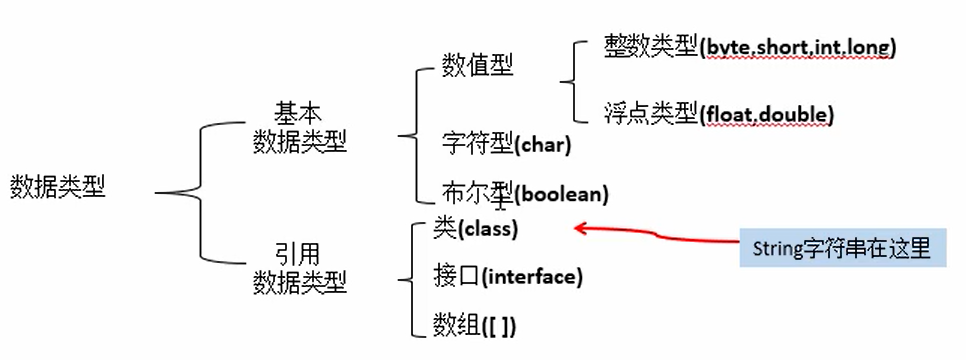 数据类型
基本
数据类型
数值型
整数类型(byte,short,int,long)
浮点类型(float,double)
字符型(char)
布尔型(boolean)
引用
数据类型
类(class)
String字符串在这里
接口(interface)
数组([ ])